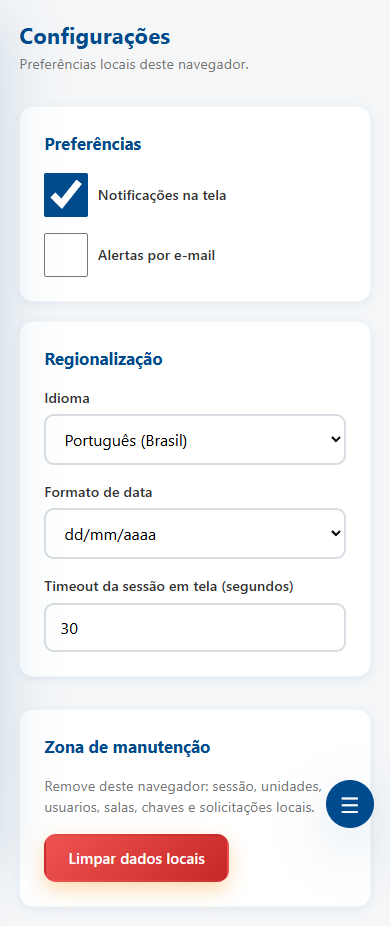 Configurações
Preferências locais deste navegador.
Preferências
Notificações na tela
Alertas por e-mail
Regionalização
Idioma
Português (Brasil)
Formato de data
dd/mm/aaaa
Timeout da sessão em tela (segundos)
30
Zona de manutenção
Remove deste navegador: sessão, unidades,
usuarios, salas, chaves e solicitações locais.
Limpar dados locais